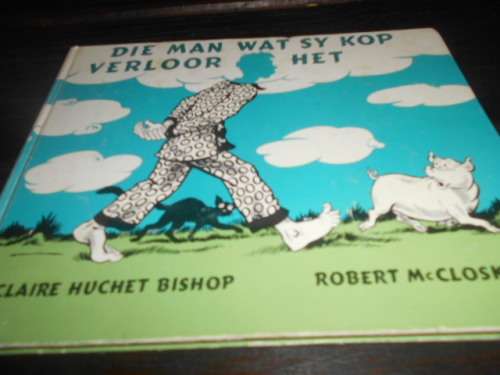 DIE MAN WAT SY KOP
VERLOOR HET
CLAIRE HUCHET BISHOP
ROBERT McCLOSK